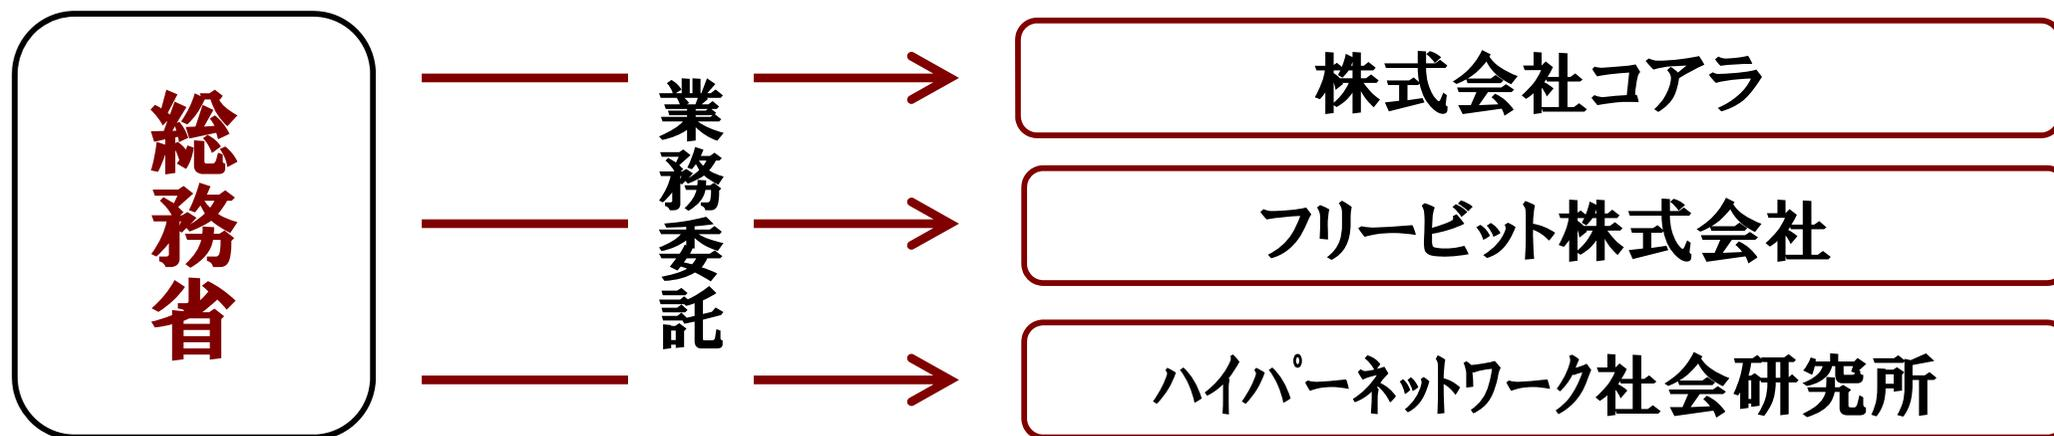 総務省
業務委託
株式会社コアラ
フリービット株式会社
ハイパーネットワーク社会研究所